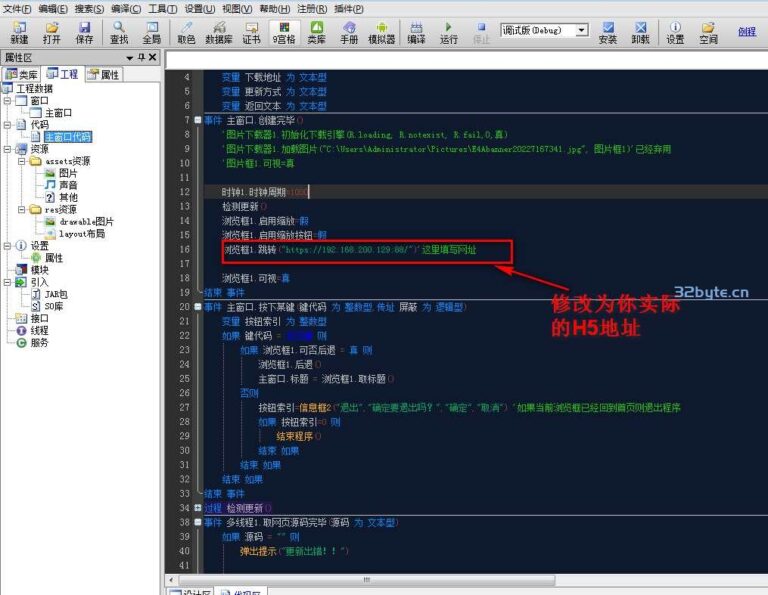 文件(F) 编辑(E) 搜索(S) 编译(C) 工具(T) 设置(U) 视图(V) 帮助(H) 注册(R) 插件(P)
新建 打开 保存 查找 全局 取色 数据库 证书 9宫格 类库 手册 模拟器 编译 运行 停止 调试版(Debug) 安装 卸载 设置 空间 创程
属性区
类库 工程 属性
工程数据
窗口
主窗口
代码
主窗口代码
资源
assets资源
图片
声音
其他
res资源
drawable图片
layout布局
设置
属性
模块
引入
JAR包
SO库
接口
线程
服务
4 变量 下载地址 为 文本型
5 变量 更新方式 为 文本型
6 变量 返回文本 为 文本型
7 事件 主窗口.创建完毕()
8 '图片下载器1.初始化下载引擎(R.loading, R.notexist, R.fail,0,真)
9 '图片下载器1.加载图片("C:\Users\Administrator\Pictures\E4Abanner20227167341.jpg", 图片框1)'已经弃用
10 '图片框1.可视=真
11
12 时钟1.时钟周期=1000
13 检测更新()
14 浏览框1.启用缩放=假
15 浏览框1.启用缩放按钮=假
16 浏览框1.跳转("https://192.168.200.129:88/")'这里填写网址
17
18 浏览框1.可视=真
19 结束 事件
20 事件 主窗口.按下某键(键代码 为 整数型,传址 屏蔽 为 逻辑型)
21 变量 按钮索引 为 整数型
22 如果 键代码 = 则
23 如果 浏览框1.可否后退 = 真 则
24 浏览框1.后退()
25 主窗口.标题 = 浏览框1.取标题()
26 否则
27 按钮索引=信息框2("退出","确定要退出吗？","确定","取消") '如果当前浏览框已经回到首页则退出程序
28 如果 按钮索引=0 则
29 结束程序()
30 结束 如果
31 结束 如果
32 结束 如果
33 结束 事件
34 过程 检测更新()
38 事件 多线程1.取网页源码完毕(源码 为 文本型)
39 如果 源码 = "" 则
40 弹出提示("更新出错！！")
41
32byte.cn
修改为你实际
的H5地址
设计区 代码区